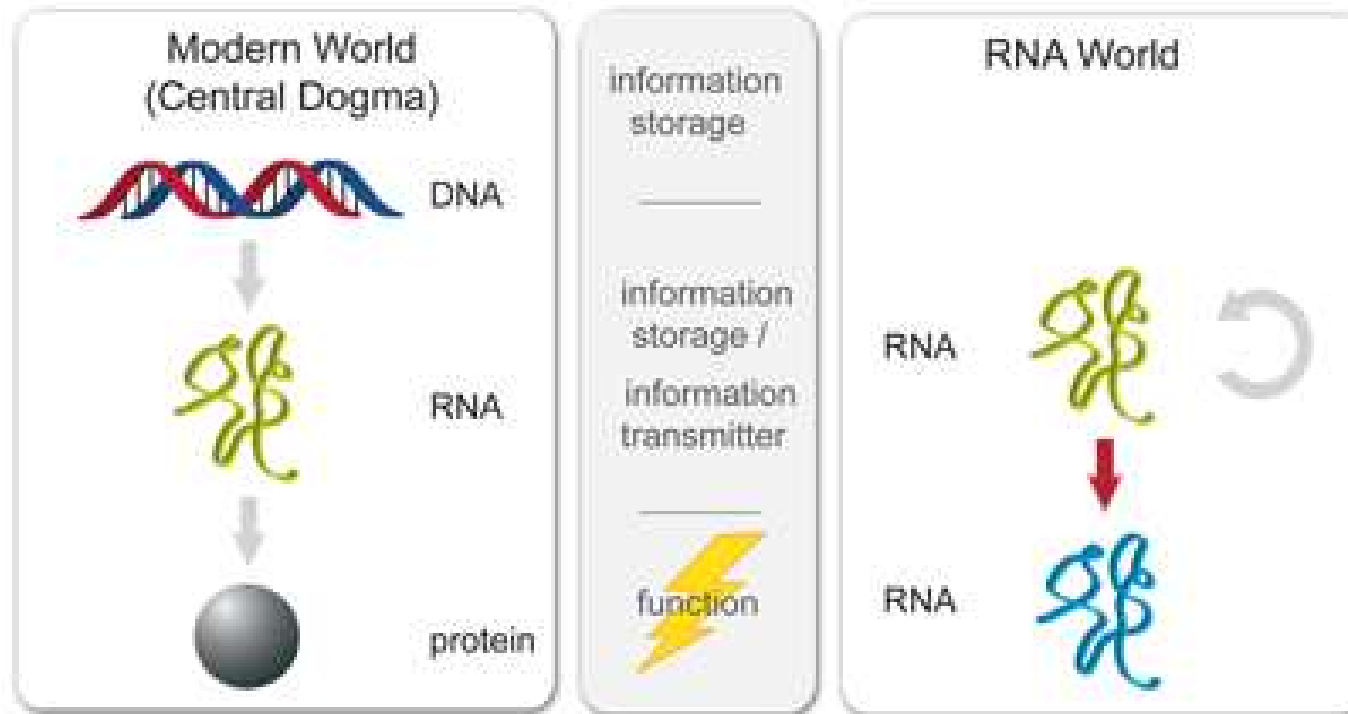 Modern World
(Central Dogma)
DNA
RNA
protein
information
storage
information
storage /
information
transmitter
function
RNA World
RNA
RNA